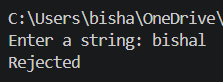 C:\Users\bisha\OneDrive\
Enter a string: bishal
Rejected